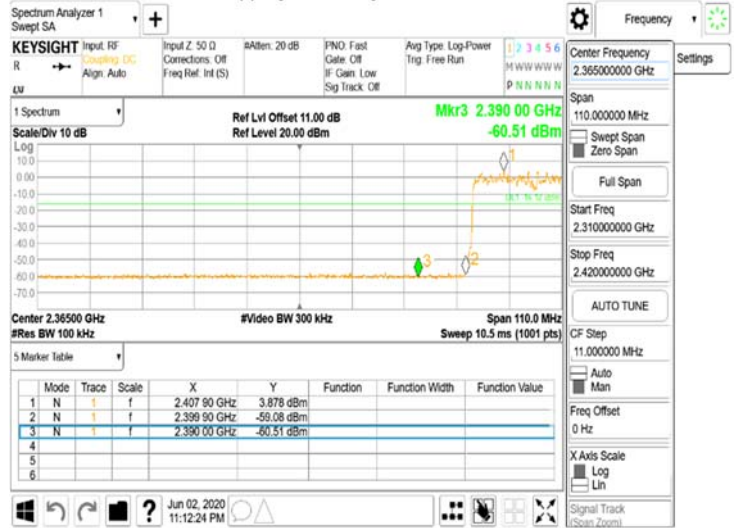 Spectrum Analyzer 1
Swept SA
Frequency
KEYSIGHT
R
Input: RF
Coupling: DC
Align: Auto
Input Z: 50 Ω
Corrections: Off
Freq Ref: Int (S)
#Atten: 20 dB
PNO: Fast
Gate: Off
IF Gain: Low
Sig Track: Off
Avg Type: Log-Power
Trig: Free Run
1 2 3 4 5 6
M W W W W W
P N N N N N
Center Frequency
2.365000000 GHz
Settings
Span
110.000000 MHz
Swept Span
Zero Span
Full Span
Start Freq
2.310000000 GHz
Stop Freq
2.420000000 GHz
AUTO TUNE
CF Step
11.000000 MHz
Auto
Man
Freq Offset
0 Hz
X Axis Scale
Log
Lin
Signal Track
(Span Zoom)
1 Spectrum
Scale/Div 10 dB
Ref Lvl Offset 11.00 dB
Ref Level 20.00 dBm
Mkr3 2.390 00 GHz
-60.51 dBm
Log
10.0
0.00
-10.0
-20.0
-30.0
-40.0
-50.0
-60.0
-70.0
1
2
3
Center 2.36500 GHz
#Res BW 100 kHz
#Video BW 300 kHz
Span 110.0 MHz
Sweep 10.5 ms (1001 pts)
5 Marker Table
Mode Trace Scale X Y Function Function Width Function Value
1 N 1 f 2.407 90 GHz 3.878 dBm
2 N 1 f 2.399 90 GHz -59.08 dBm
3 N 1 f 2.390 00 GHz -60.51 dBm
4
5
6
?
Jun 02, 2020
11:12:24 PM